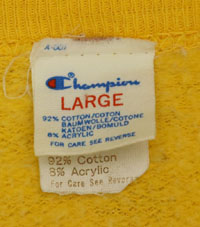 A-001
Champion
LARGE
92% COTTON/COTON
BAUMWOLLE/COTONE
KATOEN/BOMULD
8% ACRYLIC
FOR CARE SEE REVERSE
92% Cotton
8% Acrylic
For Care See Reverse